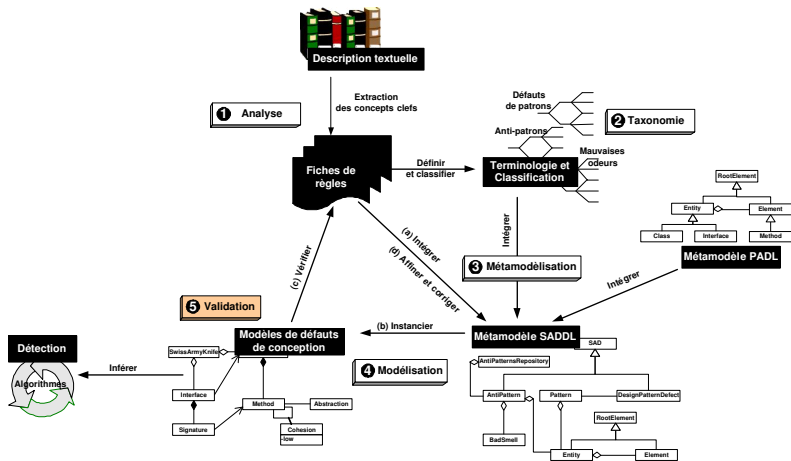 Description textuelle
Extraction
des concepts clefs
1 Analyse
Défauts
de patrons
2 Taxonomie
Anti-patrons
Mauvaises
odeurs
Fiches de
règles
Définir
et classifier
Terminologie et
Classification
RootElement
Entity
Element
Class
Interface
Method
Métamodèle PADL
Intégrer
(a) Intégrer
(d) Affiner et corriger
(c) Vérifier
3 Métamodèlisation
Intégrer
5 Validation
Détection
Algorithmes
Inférer
Modèles de défauts
de conception
(b) Instancier
Métamodèle SADDL
4 Modélisation
SwissArmyKnife
Interface
Signature
Method
Abstraction
Cohesion
-low
SAD
AntiPatternsRepository
AntiPattern
Pattern
DesignPatternDefect
BadSmell
RootElement
Entity
Element